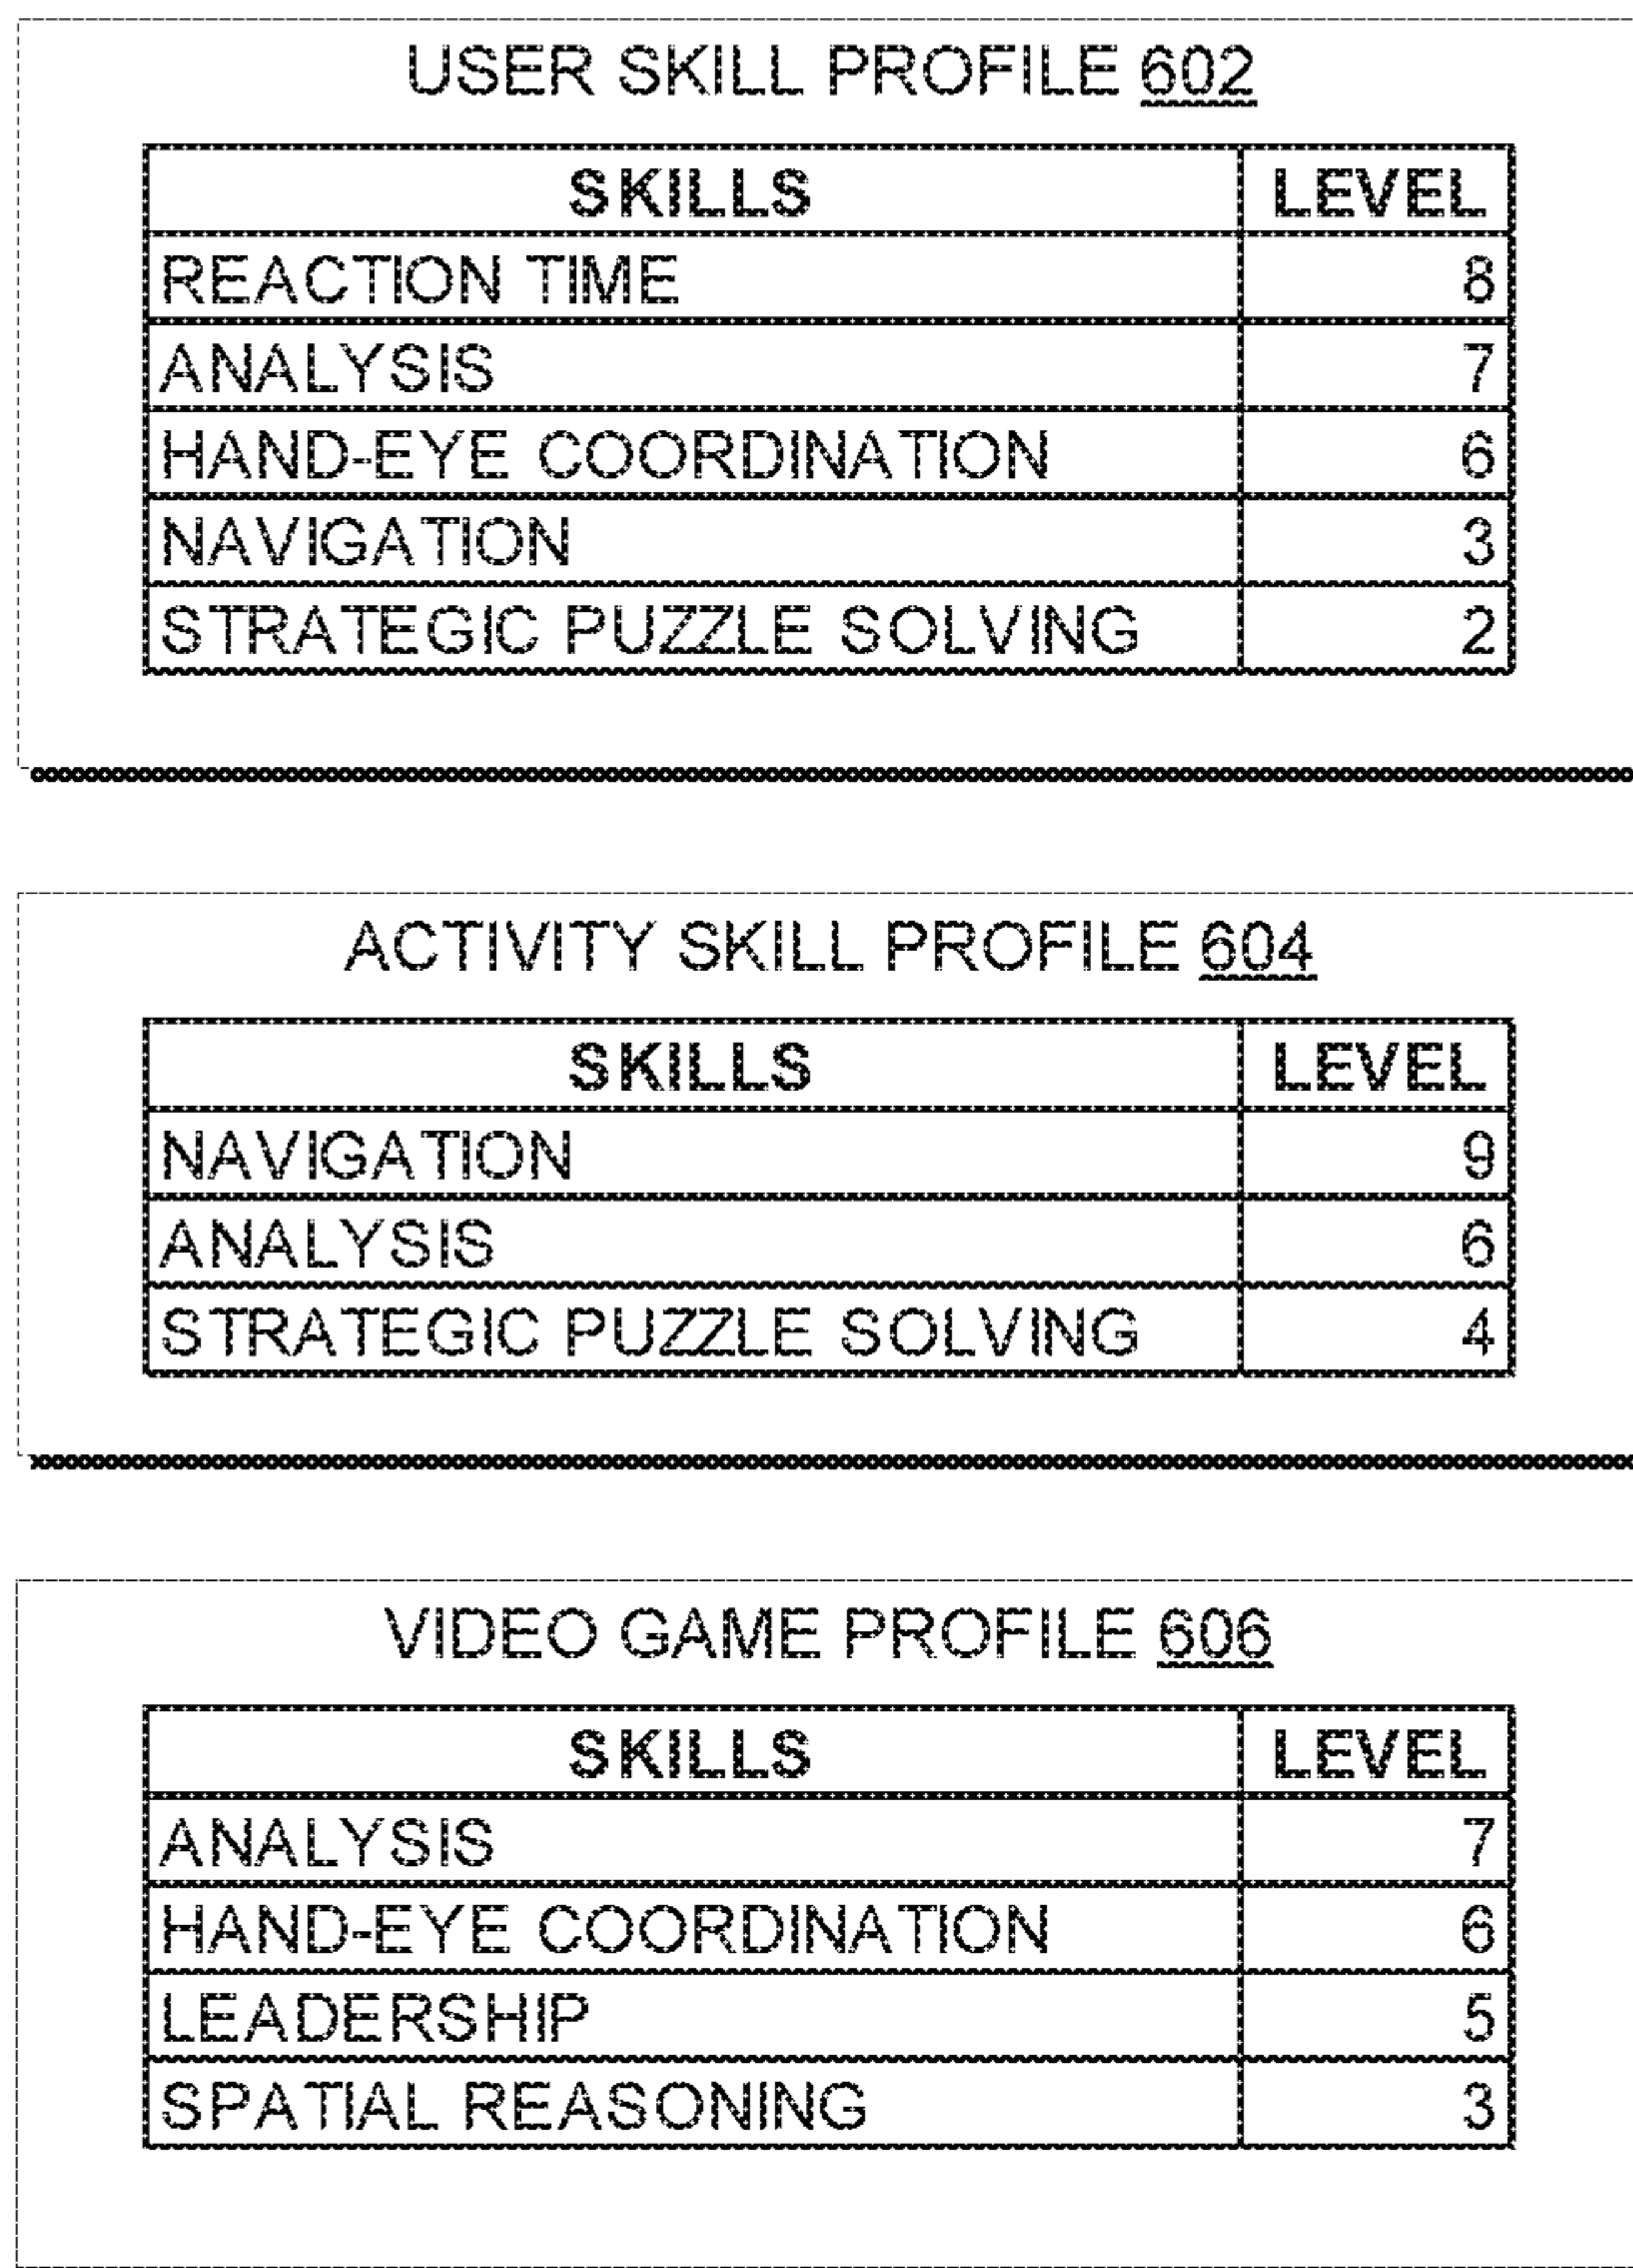 USER SKILL PROFILE 602
SKILLS LEVEL
REACTION TIME 8
ANALYSIS 7
HAND-EYE COORDINATION 6
NAVIGATION 3
STRATEGIC PUZZLE SOLVING 2
ACTIVITY SKILL PROFILE 604
SKILLS LEVEL
NAVIGATION 9
ANALYSIS 6
STRATEGIC PUZZLE SOLVING 4
VIDEO GAME PROFILE 606
SKILLS LEVEL
ANALYSIS 7
HAND-EYE COORDINATION 6
LEADERSHIP 5
SPATIAL REASONING 3